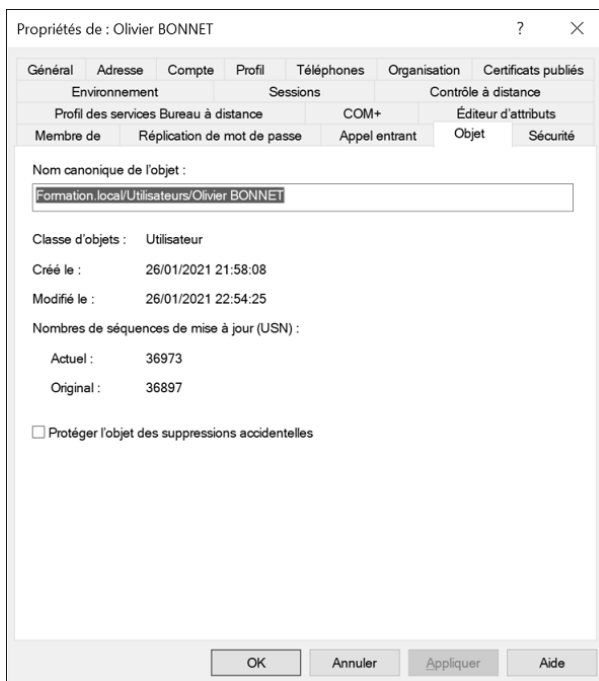 Propriétés de : Olivier BONNET ? ×
Général Adresse Compte Profil Téléphones Organisation Certificats publiés
Environnement Sessions Contrôle à distance
Profil des services Bureau à distance COM+ Éditeur d'attributs
Membre de Réplication de mot de passe Appel entrant Objet Sécurité
Nom canonique de l'objet :
Formation.local/Utilisateurs/Olivier BONNET
Classe d'objets : Utilisateur
Créé le : 26/01/2021 21:58:08
Modifié le : 26/01/2021 22:54:25
Nombres de séquences de mise à jour (USN) :
Actuel : 36973
Original : 36897
Protéger l'objet des suppressions accidentelles
OK Annuler Appliquer Aide